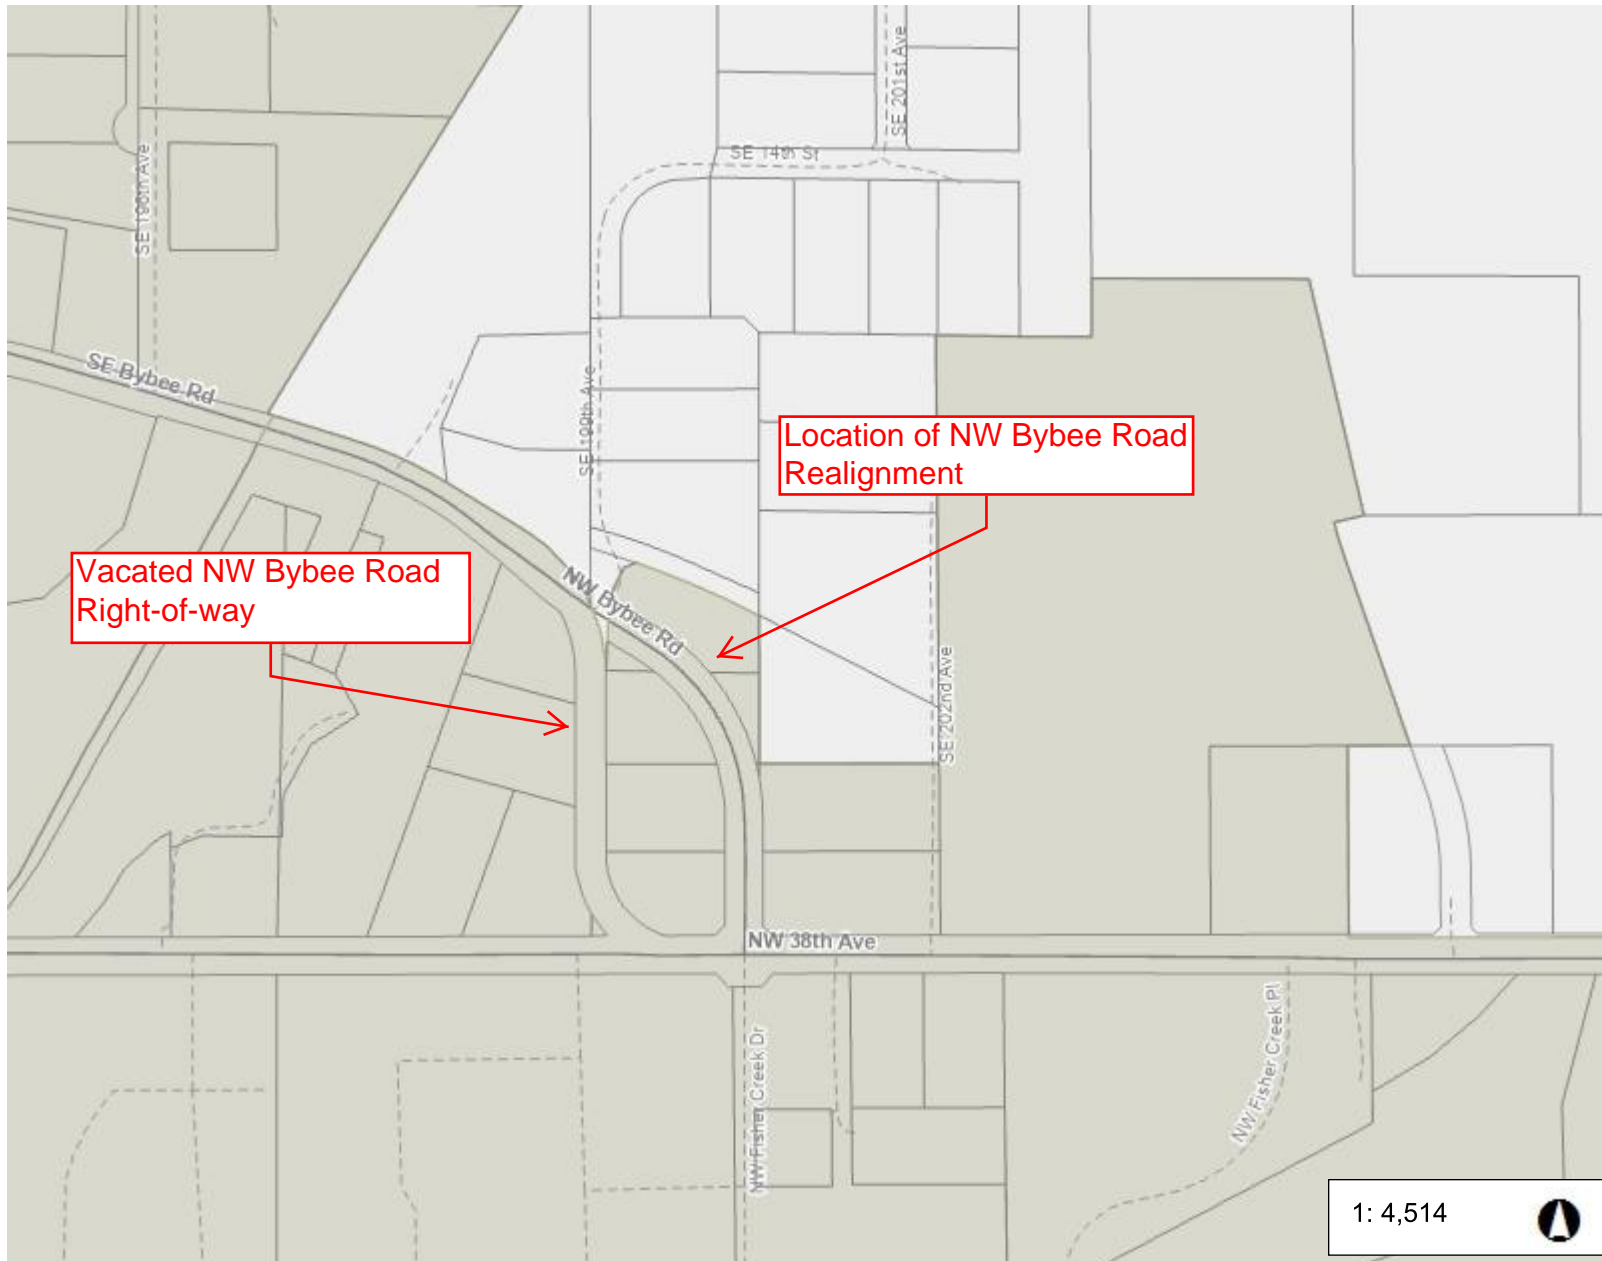 SE 201st Ave
SE 14th St
SE 196th Ave
SE Bybee Rd
SE 199th Ave
Location of NW Bybee Road
Realignment
Vacated NW Bybee Road
Right-of-way
NW Bybee Rd
SE 202nd Ave
NW 38th Ave
NW Fisher Creek Dr
NW Fisher Creek Pl
1: 4,514